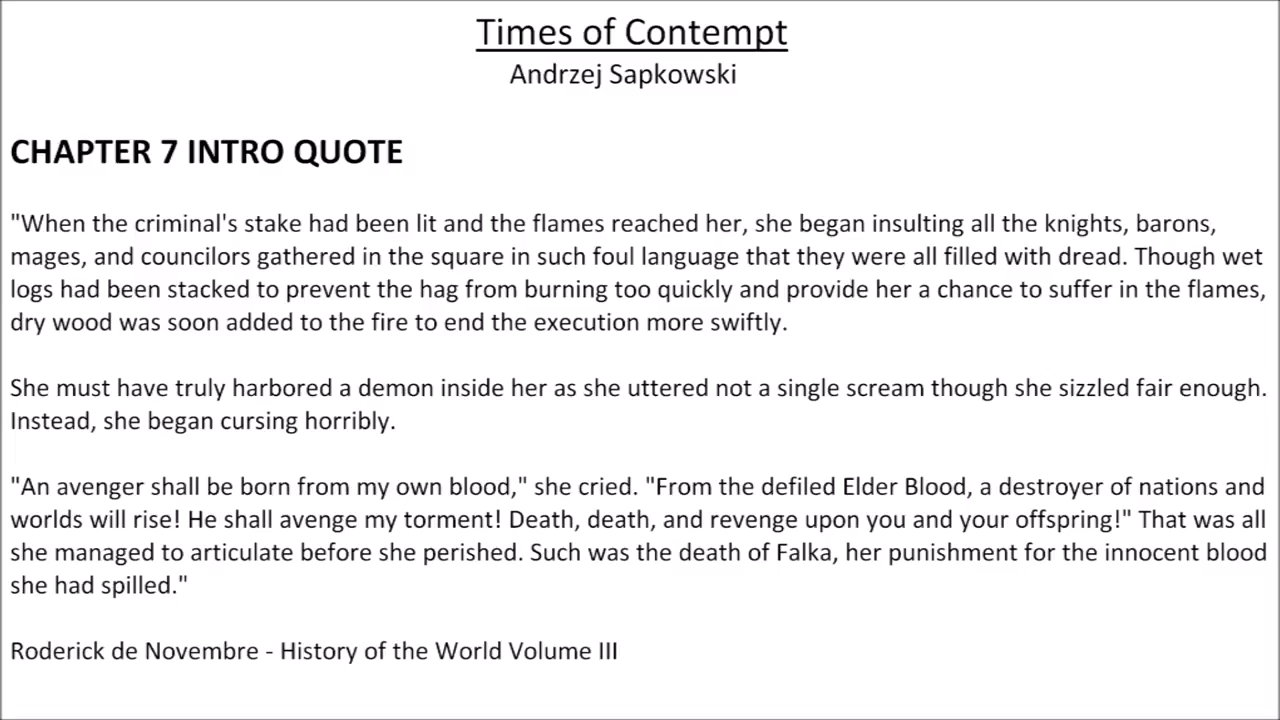 Times of Contempt
Andrzej Sapkowski
CHAPTER 7 INTRO QUOTE
"When the criminal's stake had been lit and the flames reached her, she began insulting all the knights, barons,
mages, and councilors gathered in the square in such foul language that they were all filled with dread. Though wet
logs had been stacked to prevent the hag from burning too quickly and provide her a chance to suffer in the flames,
dry wood was soon added to the fire to end the execution more swiftly.
She must have truly harbored a demon inside her as she uttered not a single scream though she sizzled fair enough.
Instead, she began cursing horribly.
"An avenger shall be born from my own blood," she cried. "From the defiled Elder Blood, a destroyer of nations and
worlds will rise! He shall avenge my torment! Death, death, and revenge upon you and your offspring!" That was all
she managed to articulate before she perished. Such was the death of Falka, her punishment for the innocent blood
she had spilled."
Roderick de Novembre - History of the World Volume III